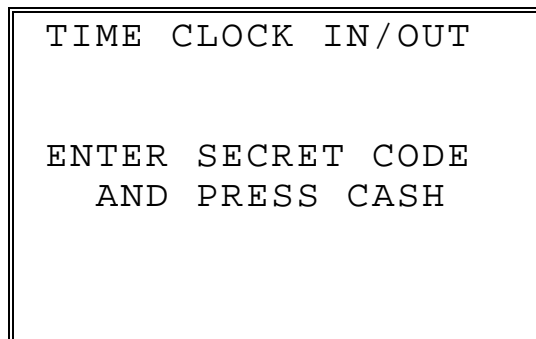 TIME CLOCK IN/OUT
ENTER SECRET CODE
AND PRESS CASH